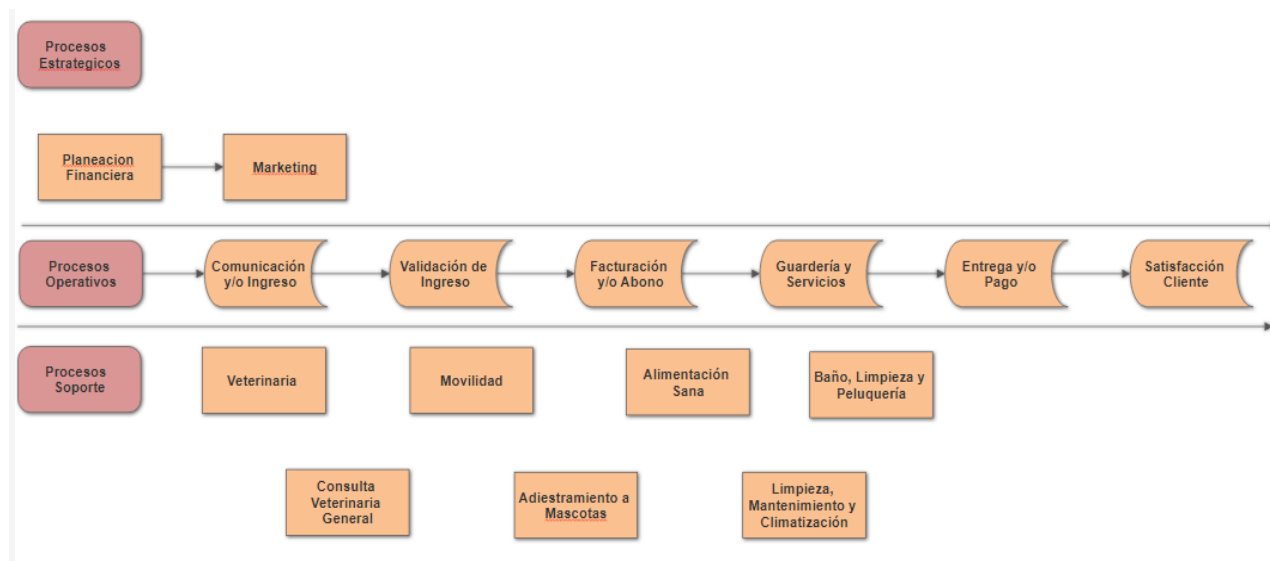 Procesos
Estrategicos
Planeacion
Financiera
Marketing
Procesos
Operativos
Comunicación
y/o Ingreso
Validación de
Ingreso
Facturación
y/o Abono
Guardería y
Servicios
Entrega y/o
Pago
Satisfacción
Cliente
Procesos
Soporte
Veterinaria
Movilidad
Alimentación
Sana
Baño, Limpieza y
Peluquería
Consulta
Veterinaria
General
Adiestramiento a
Mascotas
Limpieza,
Mantenimiento y
Climatización